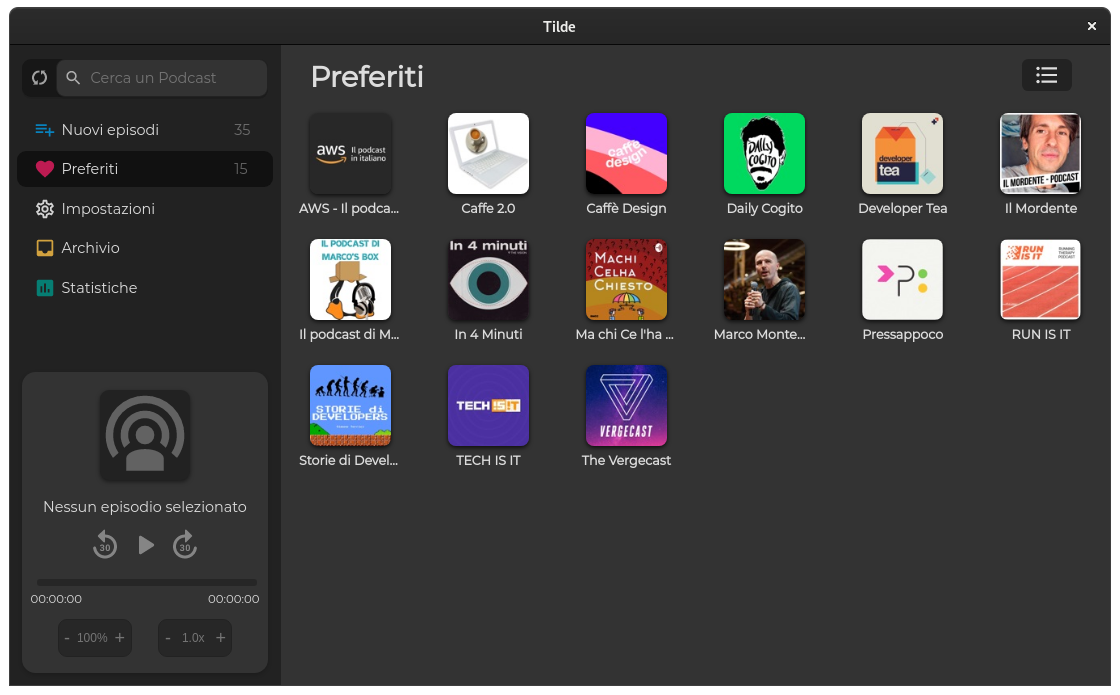 Tilde
Cerca un Podcast
Nuovi episodi 35
Preferiti 15
Impostazioni
Archivio
Statistiche
Nessun episodio selezionato
30
30
00:00:00 00:00:00
- 100% +
- 1.0x +
Preferiti
aws Il podcast
in italiano
AWS - Il podca...
Caffe 2.0
caffè
design
Caffè Design
DAILY
COGITO
Daily Cogito
developer
tea
Developer Tea
IL MORDENTE - PODCAST
Il Mordente
IL PODCAST DI
MARCO'S BOX
Il podcast di M...
In 4 minuti
In 4 Minuti
MACHI
CELHA
CHIESTO
Ma chi Ce l'ha ...
Marco Monte...
P
Pressappoco
RUN
IS IT
RUNNING
THERAPY
PODCAST
RUN IS IT
STORIE di
DEVELOPERS
Storie di Devel...
TECH IS IT
TECH IS IT
VERGECAST
The Vergecast